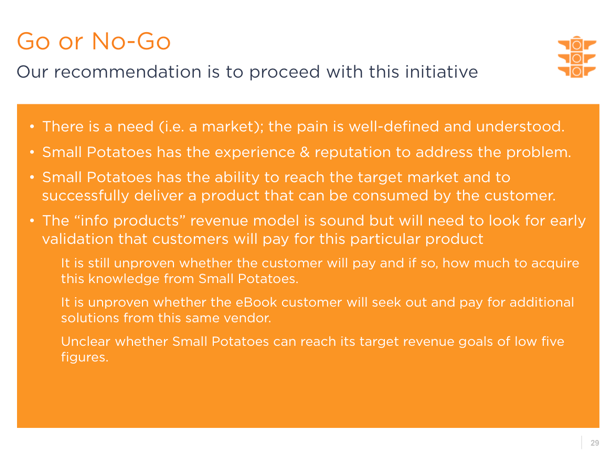 Go or No-Go
Our recommendation is to proceed with this initiative
• There is a need (i.e. a market); the pain is well-defined and understood.
• Small Potatoes has the experience & reputation to address the problem.
• Small Potatoes has the ability to reach the target market and to
successfully deliver a product that can be consumed by the customer.
• The “info products” revenue model is sound but will need to look for early
validation that customers will pay for this particular product
It is still unproven whether the customer will pay and if so, how much to acquire
this knowledge from Small Potatoes.
It is unproven whether the eBook customer will seek out and pay for additional
solutions from this same vendor.
Unclear whether Small Potatoes can reach its target revenue goals of low five
figures.
29